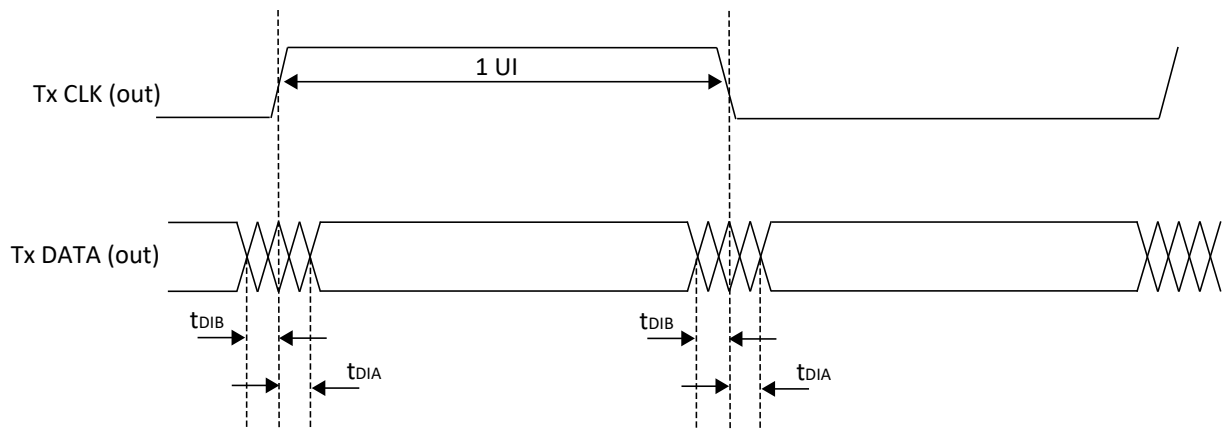 1 UI
Tx CLK (out)
Tx DATA (out)
tDIB
tDIB
tDIA
tDIA